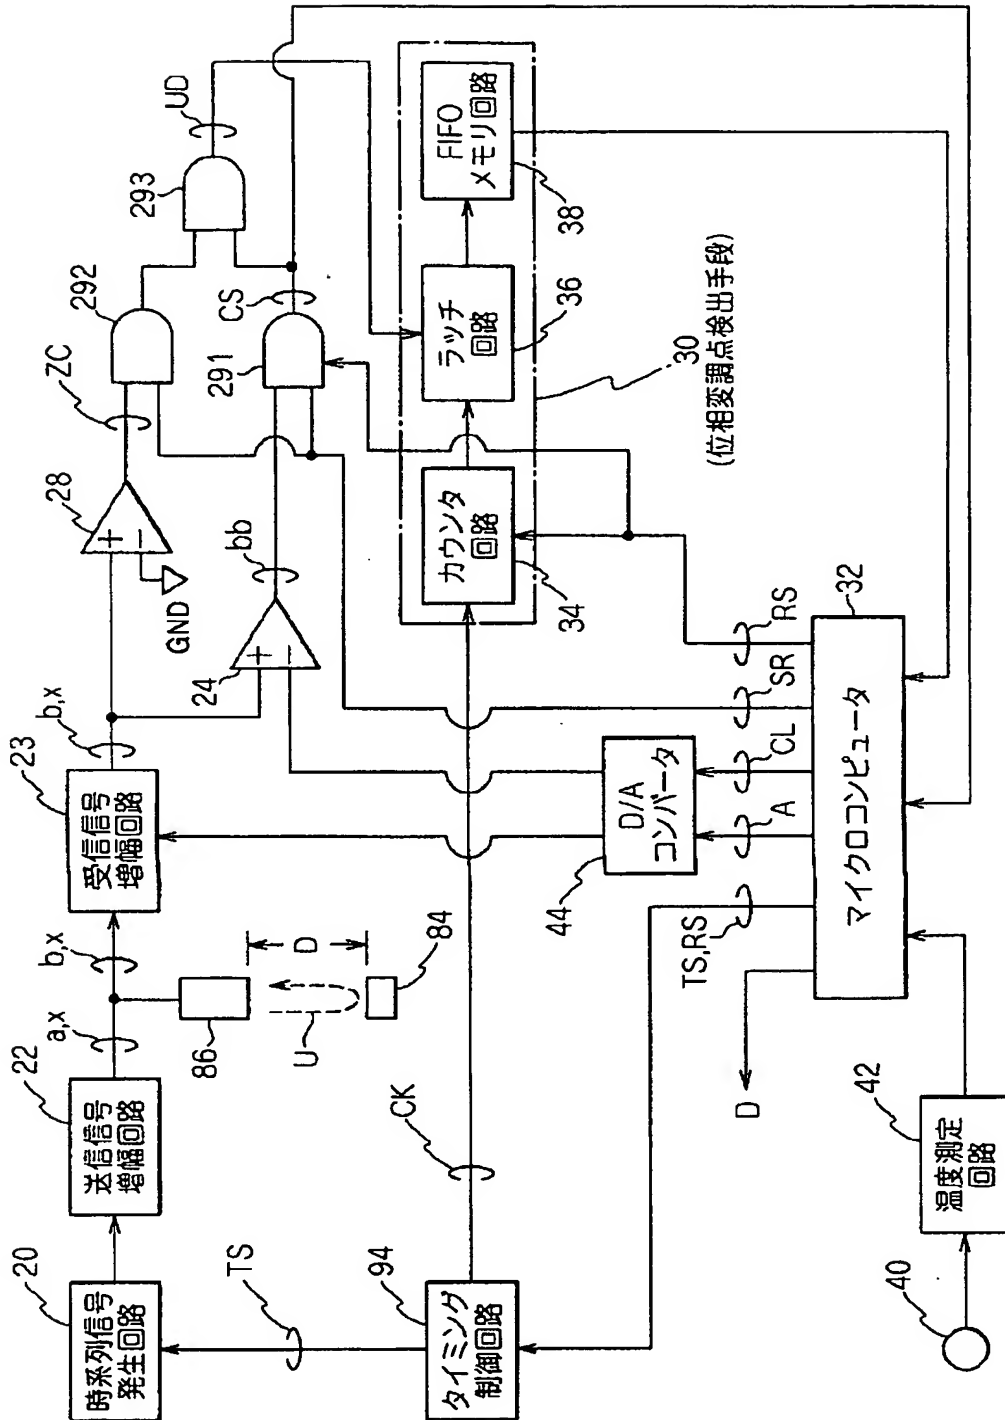 20
時系列信号
発生回路
22
送信信号
増幅回路
a,x
b,x
23
受信信号
増幅回路
b,x
28
+
−
GND
ZC
292
293
UD
86
U
D
84
24
+
−
bb
291
CS
TS
94
タイミング
制御回路
CK
34
カウンタ
回路
36
ラッチ
回路
38
FIFO
メモリ回路
30
(位相変調点検出手段)
44
D/A
コンバータ
TS,RS
A
CL
SR
RS
D
32
マイクロコンピュータ
40
42
温度測定
回路